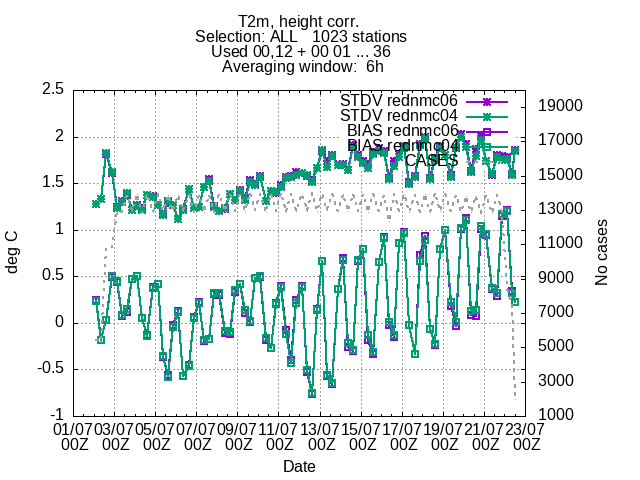 T2m, height corr.
Selection: ALL 1023 stations
Used 00,12 + 00 01 ... 36
Averaging window: 6h
STDV rednmc06
STDV rednmc04
BIAS rednmc06
BIAS rednmc04
CASES
deg C
2.5
2
1.5
1
0.5
0
-0.5
-1
19000
17000
15000
13000
11000
9000
7000
5000
3000
1000
No cases
01/07 03/07 05/07 07/07 09/07 11/07 13/07 15/07 17/07 19/07 21/07 23/07
00Z 00Z 00Z 00Z 00Z 00Z 00Z 00Z 00Z 00Z 00Z 00Z
Date